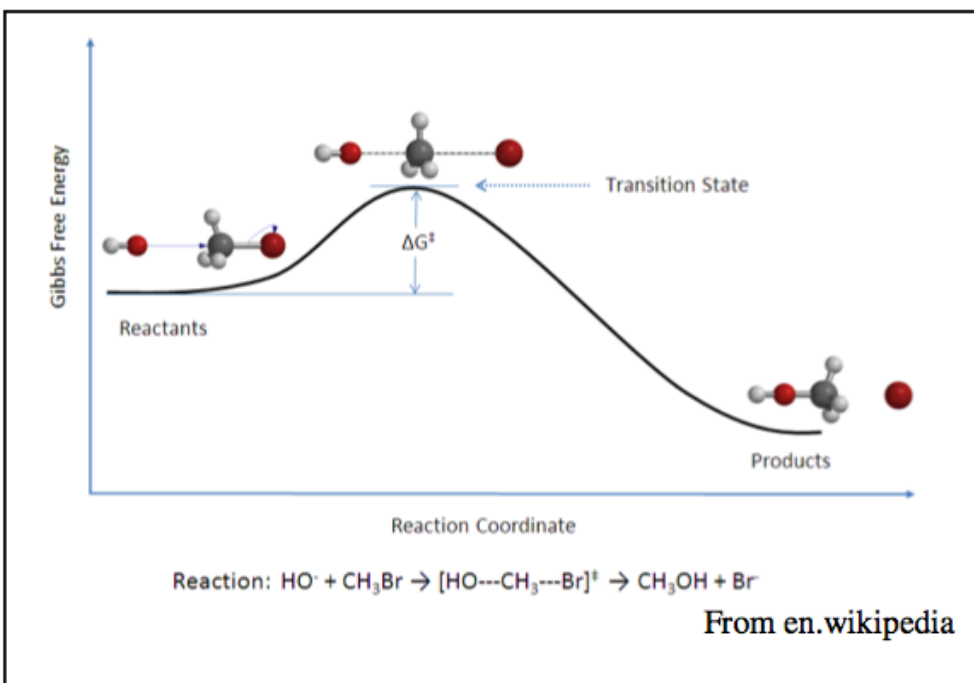 Gibbs Free Energy
Transition State
ΔG‡
Reactants
Products
Reaction Coordinate
Reaction: HO⁻ + CH₃Br → [HO---CH₃---Br]‡ → CH₃OH + Br⁻
From en.wikipedia